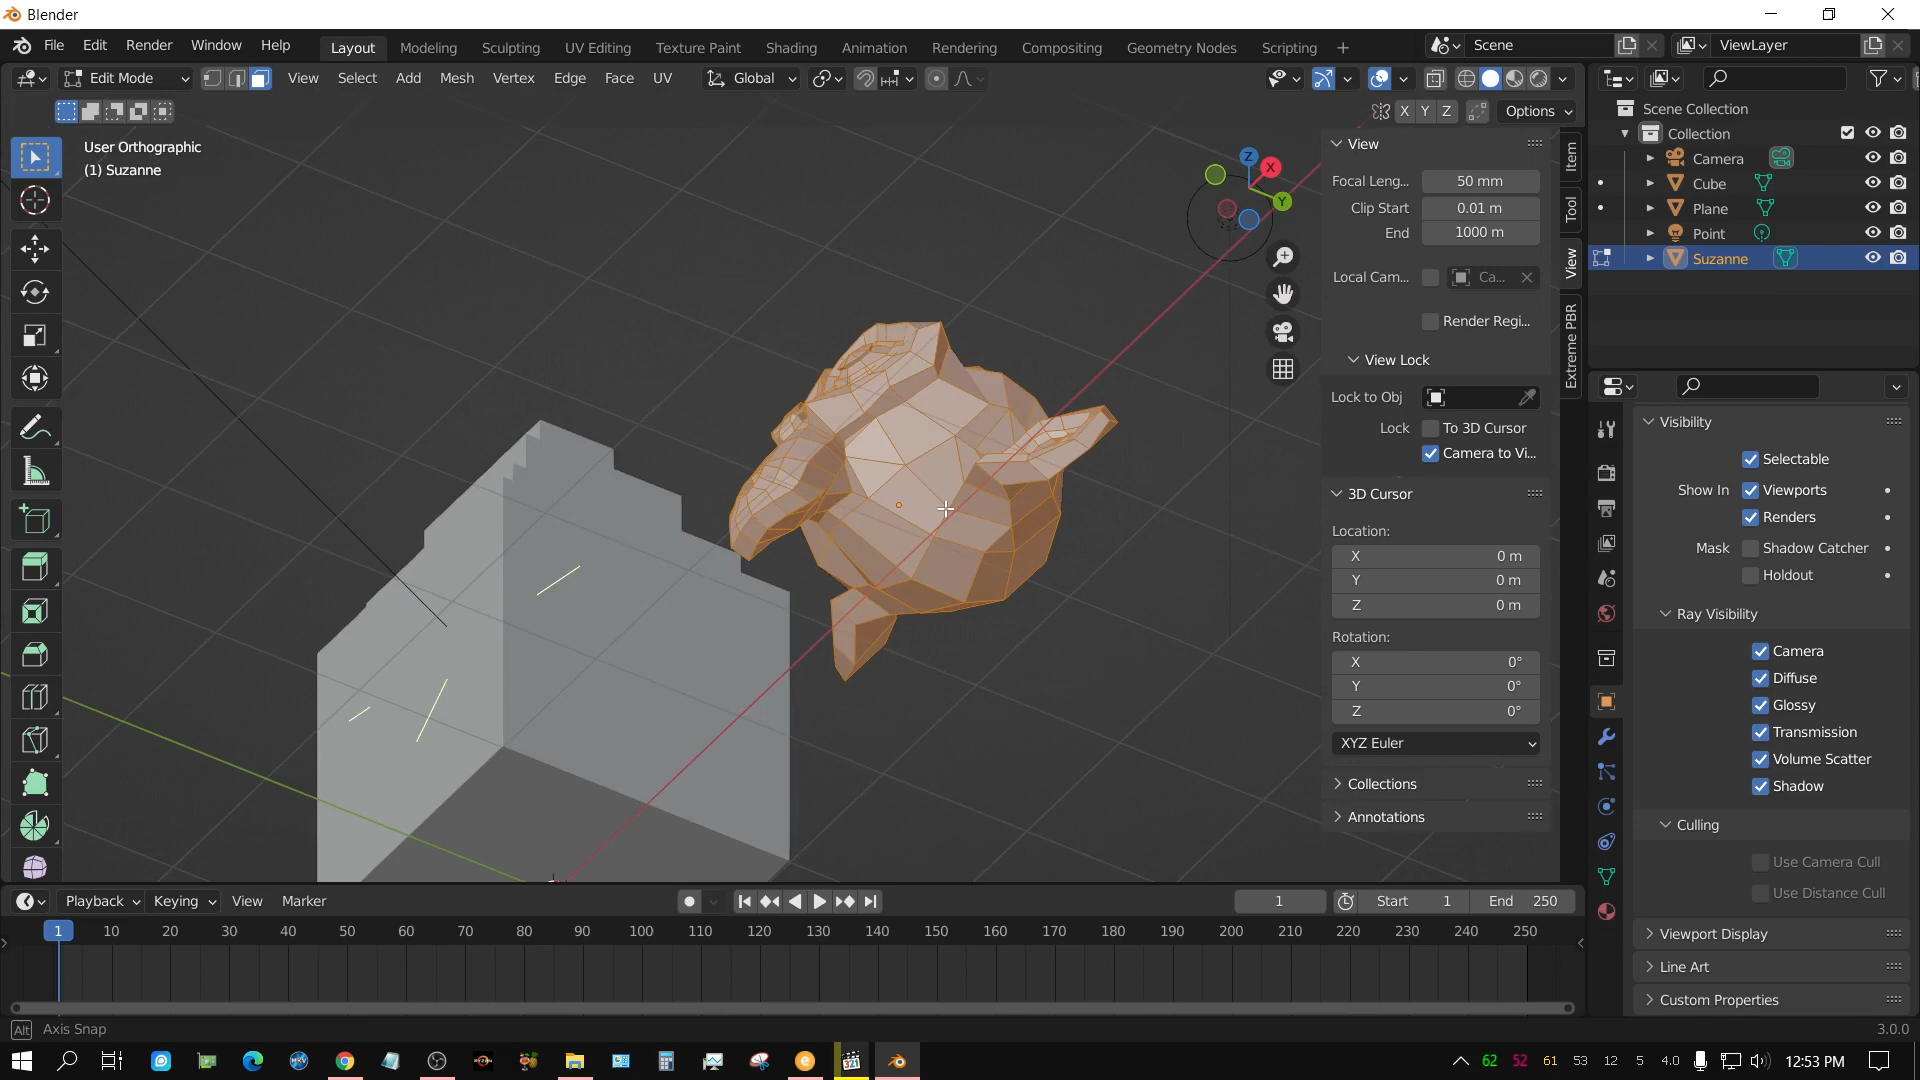 Blender
File Edit Render Window Help Layout Modeling Sculpting UV Editing Texture Paint Shading Animation Rendering Compositing Geometry Nodes Scripting + Scene ViewLayer
Edit Mode View Select Add Mesh Vertex Edge Face UV Global
X Y Z Options
User Orthographic
(1) Suzanne
Z X Y
View
Focal Leng... 50 mm
Clip Start 0.01 m
End 1000 m
Local Cam... Ca...
Render Regi...
View Lock
Lock to Obj
Lock To 3D Cursor
Camera to Vi...
3D Cursor
Location:
X 0 m
Y 0 m
Z 0 m
Rotation:
X 0°
Y 0°
Z 0°
XYZ Euler
Collections
Annotations
Item
Tool
View
Extreme PBR
Scene Collection
Collection
Camera
Cube
Plane
Point
Suzanne
Visibility
Selectable
Show In Viewports
Renders
Mask Shadow Catcher
Holdout
Ray Visibility
Camera
Diffuse
Glossy
Transmission
Volume Scatter
Shadow
Culling
Use Camera Cull
Use Distance Cull
Viewport Display
Line Art
Custom Properties
Playback Keying View Marker 1 Start 1 End 250
1 10 20 30 40 50 60 70 80 90 100 110 120 130 140 150 160 170 180 190 200 210 220 230 240 250
Alt Axis Snap 3.0.0
62 52 61 53 12 5 4.0 12:53 PM